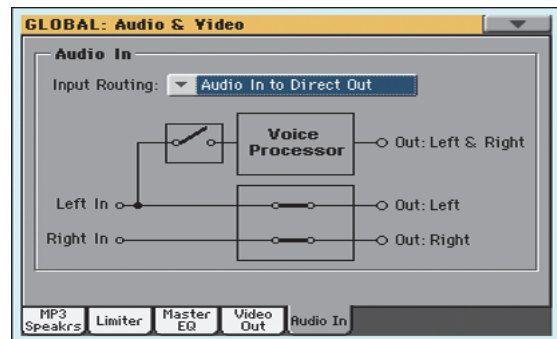 GLOBAL: Audio & Video
Audio In
Input Routing: Audio In to Direct Out
Voice
Processor
Out: Left & Right
Left In
Out: Left
Right In
Out: Right
MP3
Speakrs
Limiter
Master
EQ
Video
Out
Audio In